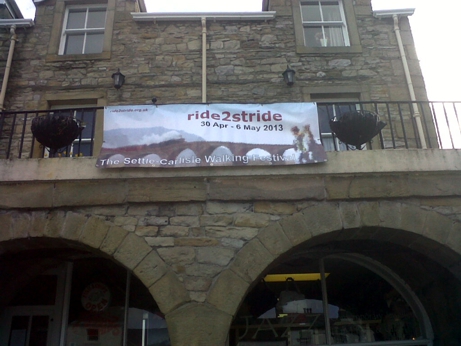 ride2stride
30 Apr - 6 May 2013
The Settle-Carlisle Walking Festival